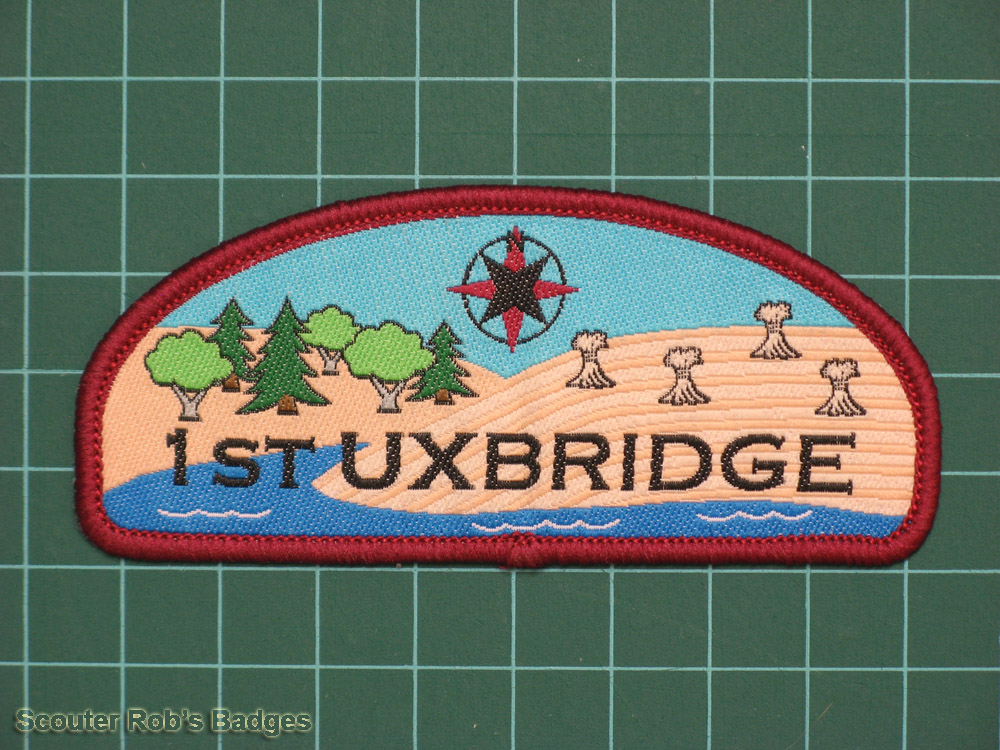 1ST UXBRIDGE
Scouter Rob's Badges